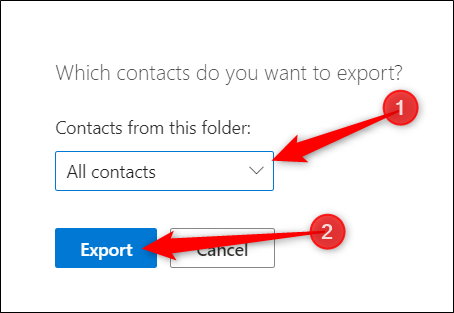 Which contacts do you want to export?
1
Contacts from this folder:
All contacts
2
Export Cancel